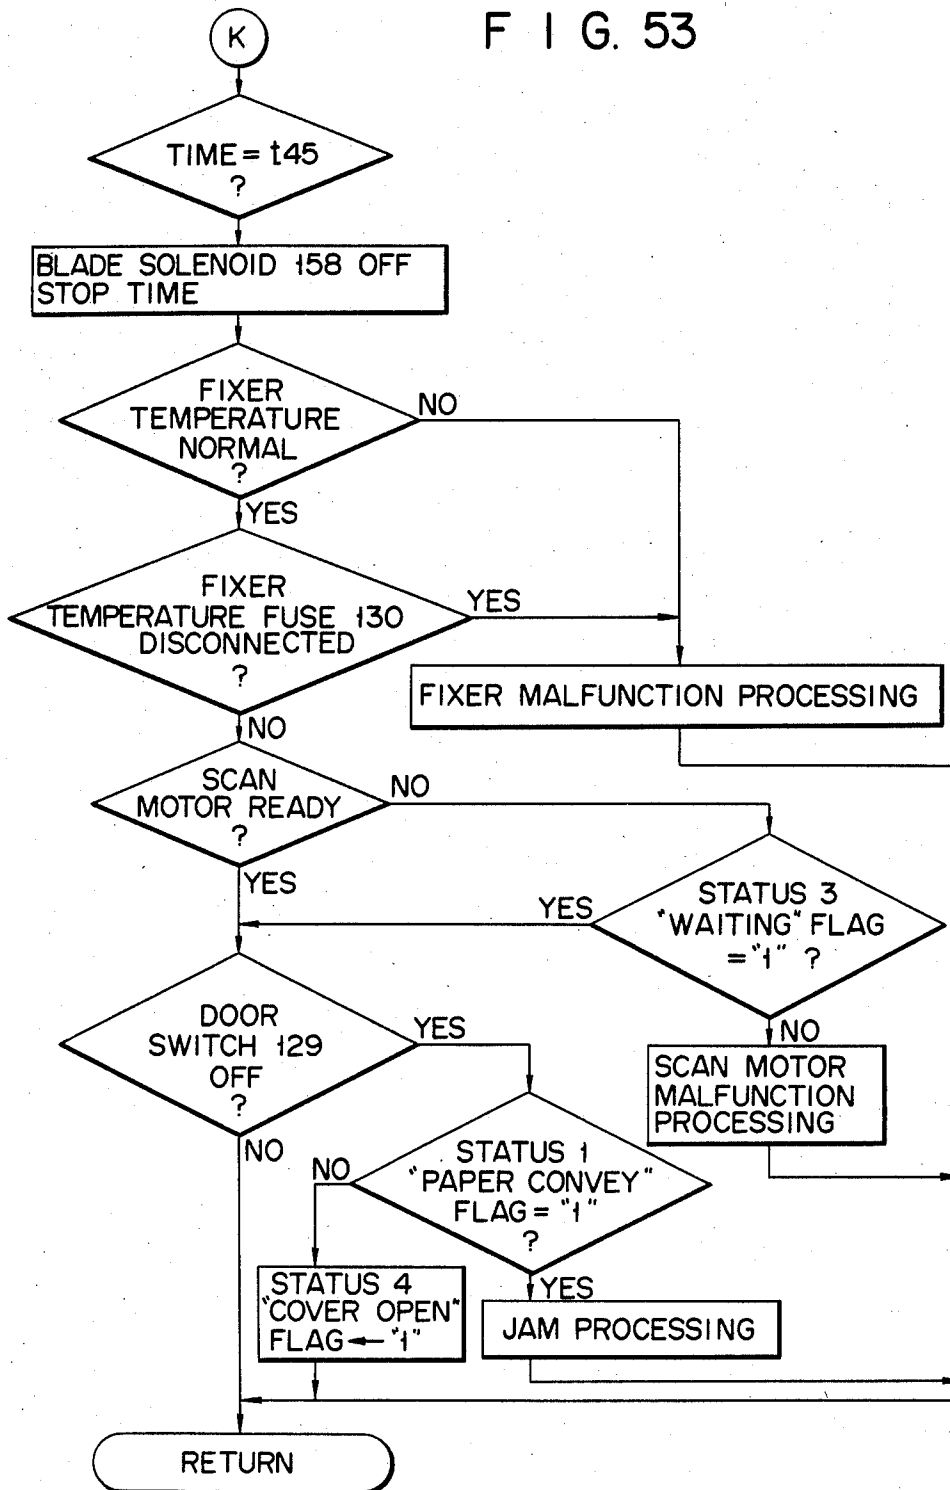 K
F I G. 53
TIME = t45
?
BLADE SOLENOID 158 OFF
STOP TIME
FIXER
TEMPERATURE
NORMAL
?
NO
YES
FIXER
TEMPERATURE FUSE 130
DISCONNECTED
?
YES
NO
FIXER MALFUNCTION PROCESSING
SCAN
MOTOR READY
?
NO
YES
STATUS 3
"WAITING" FLAG
= "1" ?
YES
NO
SCAN MOTOR
MALFUNCTION
PROCESSING
DOOR
SWITCH 129
OFF
?
YES
NO
STATUS 1
"PAPER CONVEY"
FLAG = "1"
?
NO
YES
STATUS 4
"COVER OPEN"
FLAG ← "1"
JAM PROCESSING
RETURN